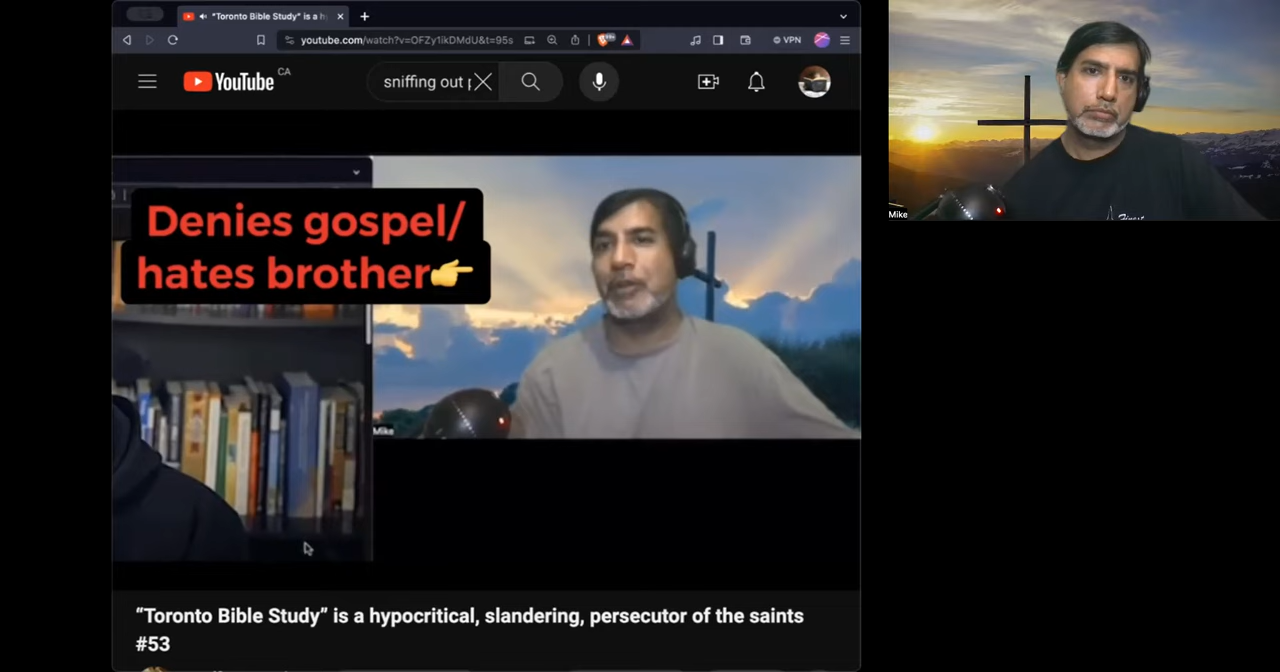 "Toronto Bible Study" is a h
youtube.com/watch?v=OFZy1ikDMdU&t=95s
VPN
YouTube CA
sniffing out
Denies gospel/
hates brother👉
Mike
Mike
“Toronto Bible Study” is a hypocritical, slandering, persecutor of the saints
#53